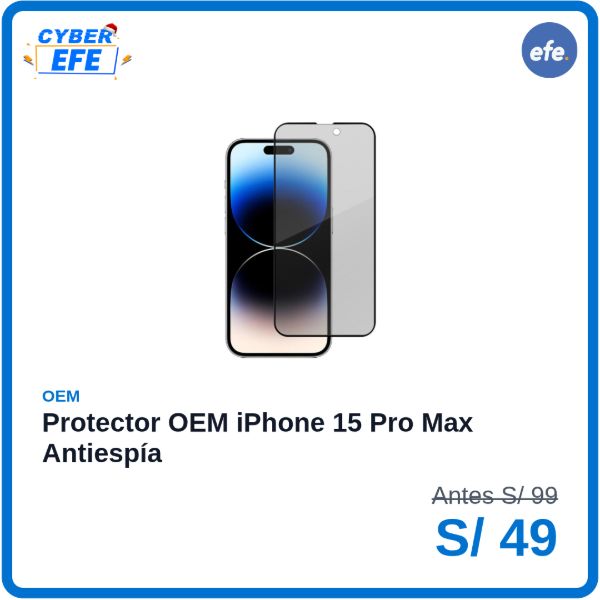 CYBER
EFE
efe.
OEM
Protector OEM iPhone 15 Pro Max
Antiespía
Antes S/ 99
S/ 49